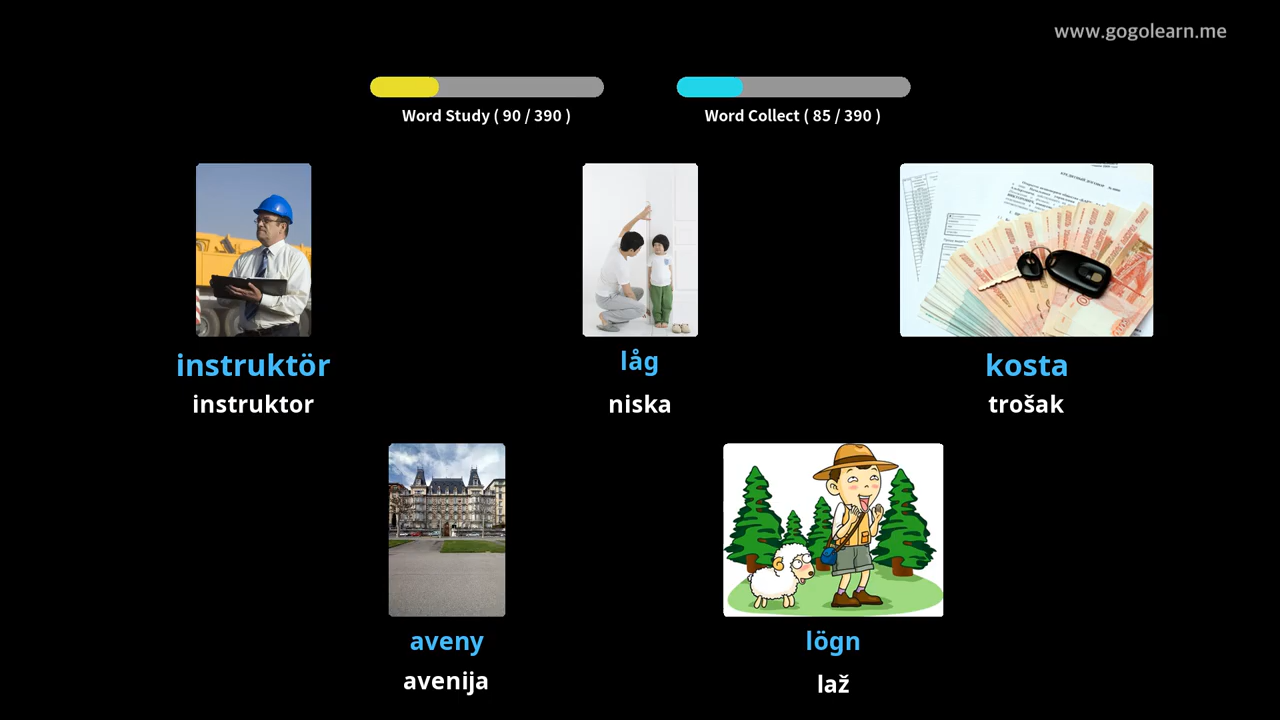 www.gogolearn.me
Word Study ( 90 / 390 )
Word Collect ( 85 / 390 )
instruktör
instruktor
låg
niska
kosta
trošak
aveny
avenija
lögn
laž